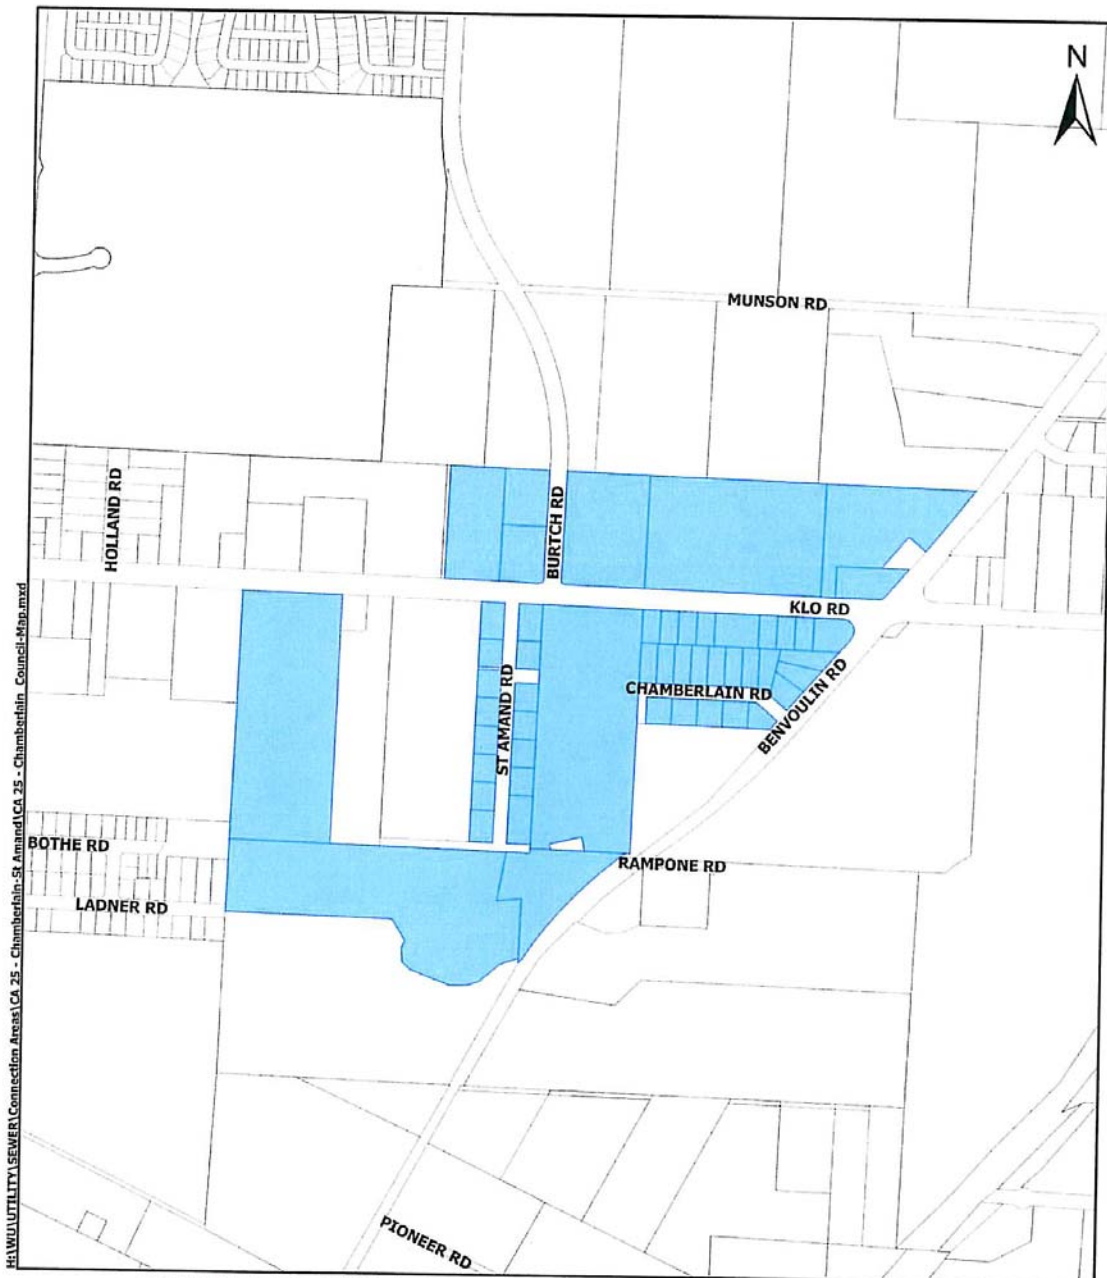 N
MUNSON RD
HOLLAND RD
BURTCH RD
KLO RD
ST AMAND RD
CHAMBERLAIN RD
BENVOULIN RD
BOTHE RD
RAMPONE RD
LADNER RD
PIONEER RD
H:\WU\UTILITY\SEWER\Connection Areas\CA 25 - Chamberlain-St Amand\CA 25 - Chamberlain_Council-Map.mxd